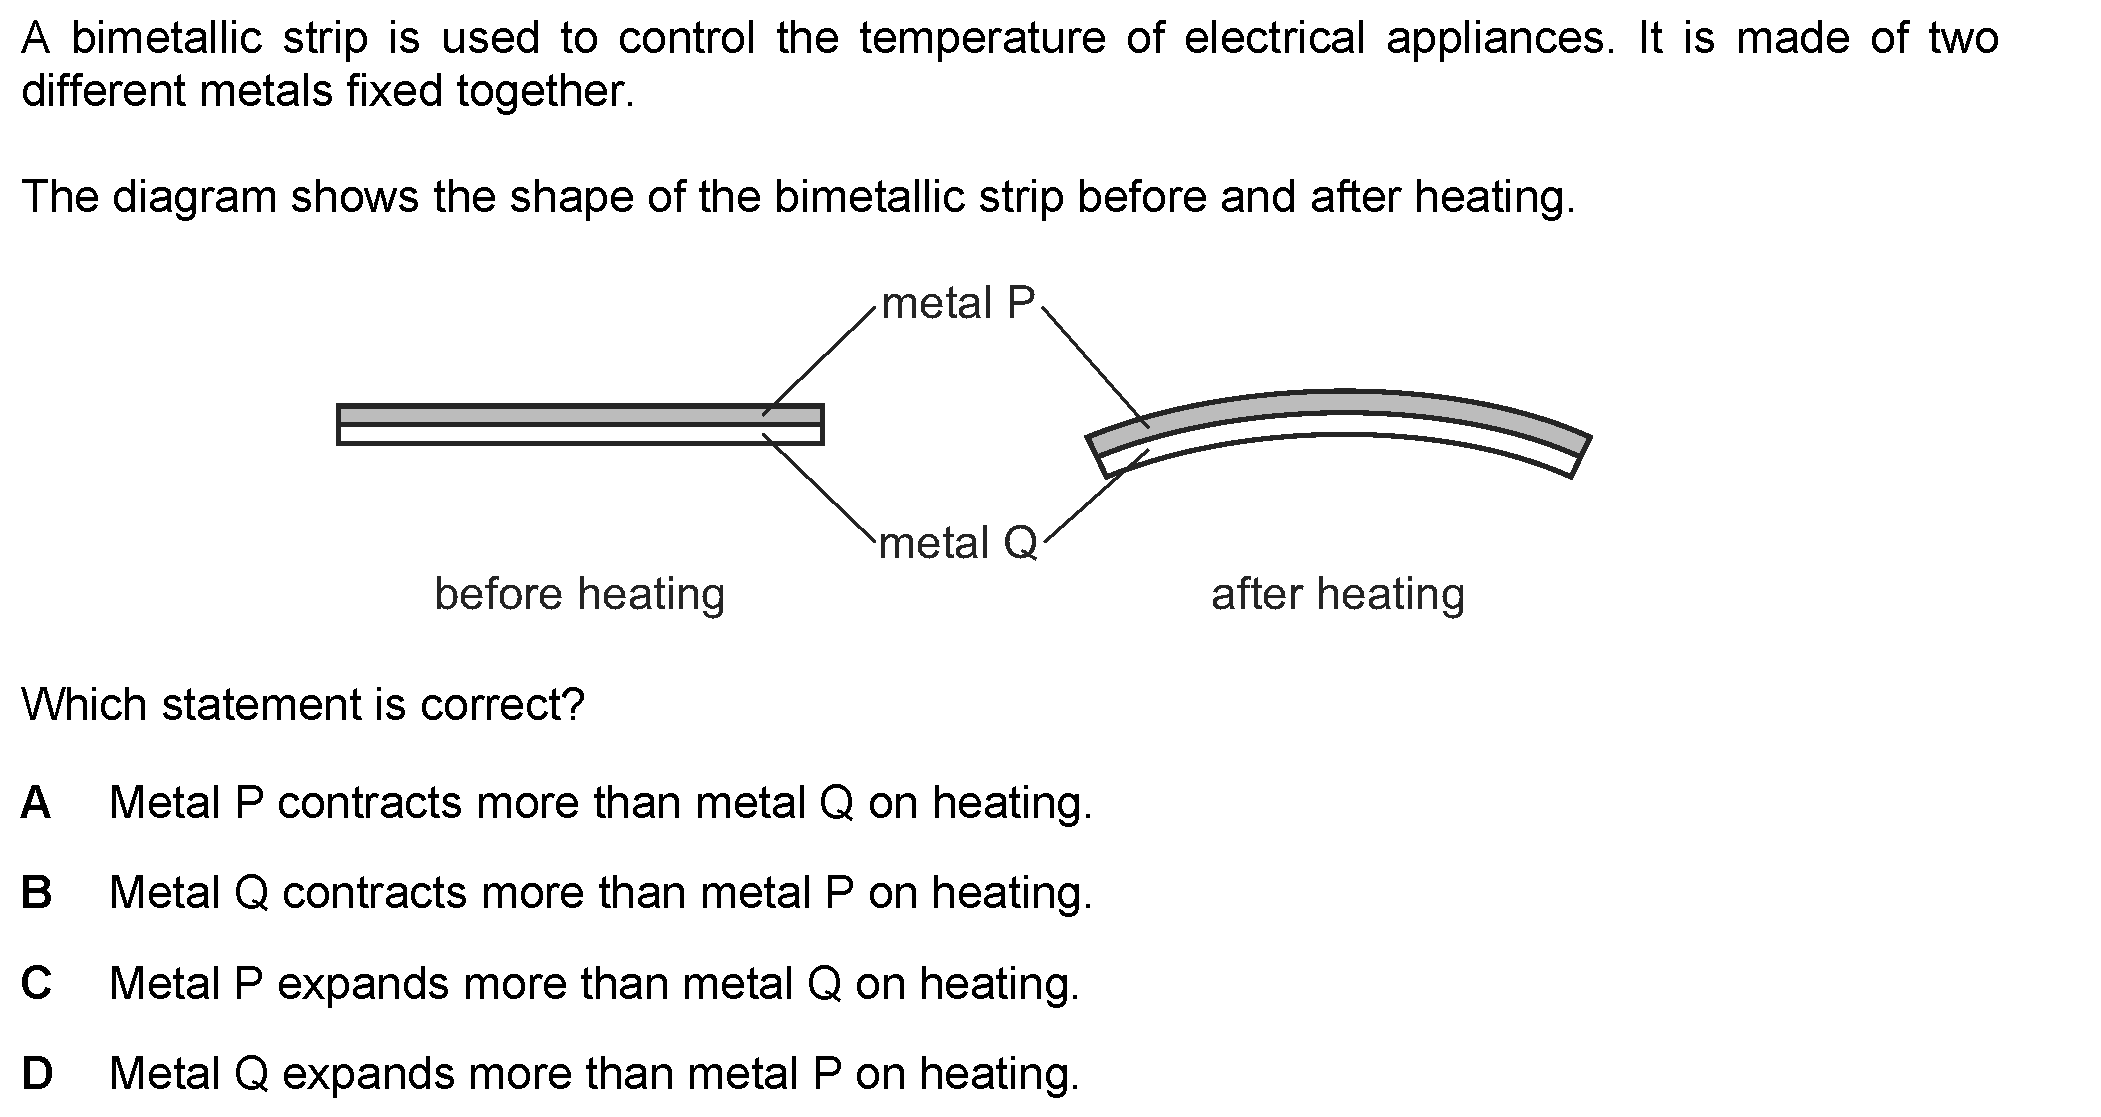 A bimetallic strip is used to control the temperature of electrical appliances. It is made of two
different metals fixed together.
The diagram shows the shape of the bimetallic strip before and after heating.
metal P
metal Q
before heating
after heating
Which statement is correct?
A Metal P contracts more than metal Q on heating.
B Metal Q contracts more than metal P on heating.
C Metal P expands more than metal Q on heating.
D Metal Q expands more than metal P on heating.